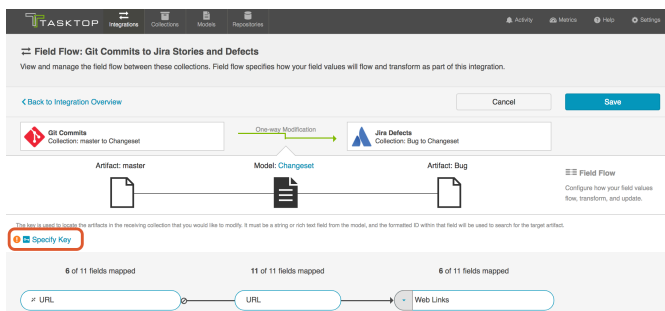 TASKTOP
Integrations
Collections
Models
Repositories
Activity
Metrics
Help
Settings
Field Flow: Git Commits to Jira Stories and Defects
View and manage the field flow between these collections. Field flow specifies how your field values will flow and transform as part of this integration.
Back to Integration Overview
Cancel
Save
Git Commits
Collection: master to Changeset
One-way Modification
Jira Defects
Collection: Bug to Changeset
Artifact: master
Model: Changeset
Artifact: Bug
Field Flow
Configure how your field values
flow, transform, and update.
The key is used to locate the artifacts in the receiving collection that you would like to modify. It must be a string or rich text field from the model, and the formatted ID within that field will be used to search for the target artifact.
Specify Key
6 of 11 fields mapped
11 of 11 fields mapped
6 of 11 fields mapped
URL
URL
Web Links